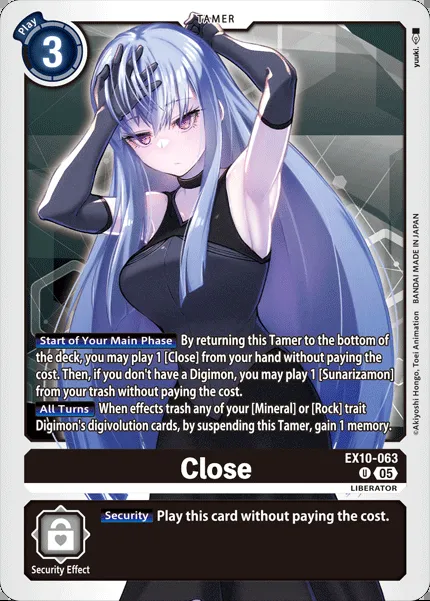 Play
3
TAMER
yuuki.
Start of Your Main Phase By returning this Tamer to the bottom of
the deck, you may play 1 [Close] from your hand without paying the
cost. Then, if you don't have a Digimon, you may play 1 [Sunarizamon]
from your trash without paying the cost.
All Turns When effects trash any of your [Mineral] or [Rock] trait
Digimon's digivolution cards, by suspending this Tamer, gain 1 memory.
©Akiyoshi Hongo, Toei Animation BANDAI MADE IN JAPAN
Close
EX10-063
U 05
LIBERATOR
Security Play this card without paying the cost.
Security Effect